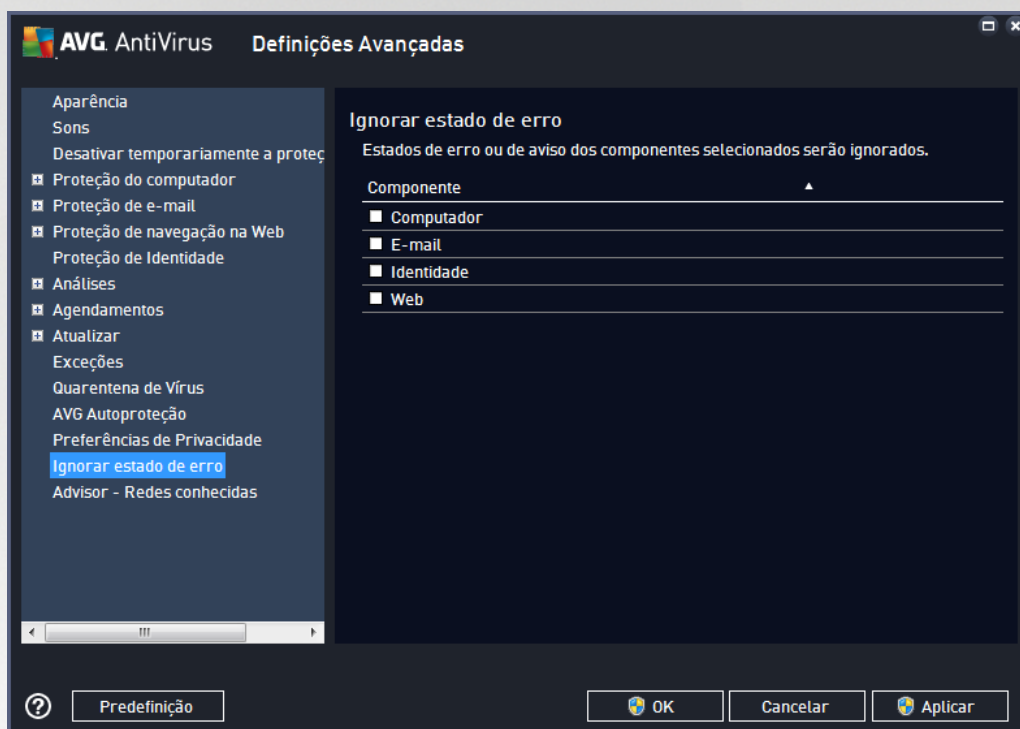 AVG. AntiVirus
Definições Avançadas
Aparência
Sons
Desativar temporariamente a proteç
Proteção do computador
Proteção de e-mail
Proteção de navegação na Web
Proteção de Identidade
Análises
Agendamentos
Atualizar
Exceções
Quarentena de Vírus
AVG Autoproteção
Preferências de Privacidade
Ignorar estado de erro
Advisor - Redes conhecidas
Ignorar estado de erro
Estados de erro ou de aviso dos componentes selecionados serão ignorados.
Componente
Computador
E-mail
Identidade
Web
Predefinição
OK
Cancelar
Aplicar